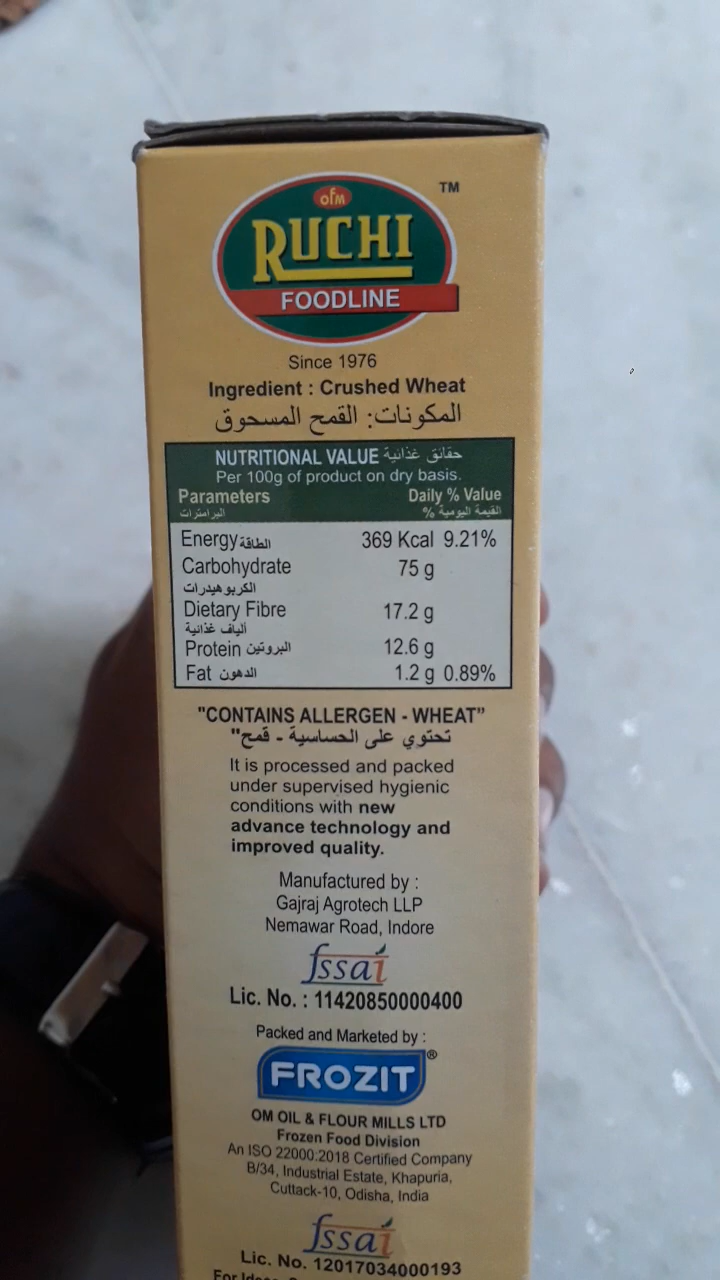 ofm
RUCHI
TM
FOODLINE
Since 1976
Ingredient : Crushed Wheat
المكونات: القمح المسحوق
NUTRITIONAL VALUE حقائق غذائية
Per 100g of product on dry basis.
Parameters Daily % Value
البرامترات القيمة اليومية %
Energy الطاقة 369 Kcal 9.21%
Carbohydrate 75 g
الكربوهيدرات
Dietary Fibre 17.2 g
ألياف غذائية
Protein البروتين 12.6 g
Fat الدهون 1.2 g 0.89%
"CONTAINS ALLERGEN - WHEAT"
تحتوي على الحساسية - قمح"
It is processed and packed
under supervised hygienic
conditions with new
advance technology and
improved quality.
Manufactured by :
Gajraj Agrotech LLP
Nemawar Road, Indore
fssai
Lic. No. : 11420850000400
Packed and Marketed by :
FROZIT®
OM OIL & FLOUR MILLS LTD
Frozen Food Division
An ISO 22000:2018 Certified Company
B/34, Industrial Estate, Khapuria,
Cuttack-10, Odisha, India
fssai
Lic. No. 12017034000193